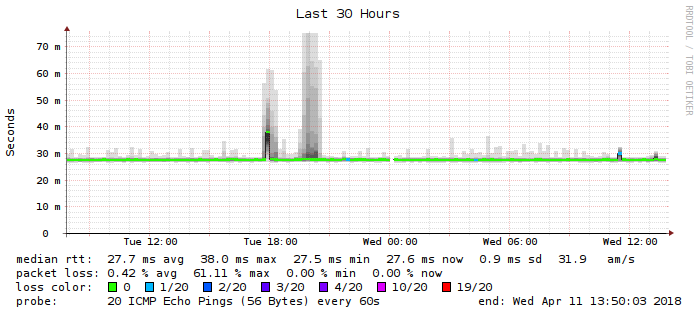 Last 30 Hours
RRDTOOL / TOBI OETIKER
Seconds
70 m
60 m
50 m
40 m
30 m
20 m
10 m
0
Tue 12:00 Tue 18:00 Wed 00:00 Wed 06:00 Wed 12:00
median rtt: 27.7 ms avg 38.0 ms max 27.5 ms min 27.6 ms now 0.9 ms sd 31.9 am/s
packet loss: 0.42 % avg 61.11 % max 0.00 % min 0.00 % now
loss color: 0 1/20 2/20 3/20 4/20 10/20 19/20
probe: 20 ICMP Echo Pings (56 Bytes) every 60s end: Wed Apr 11 13:50:03 2018